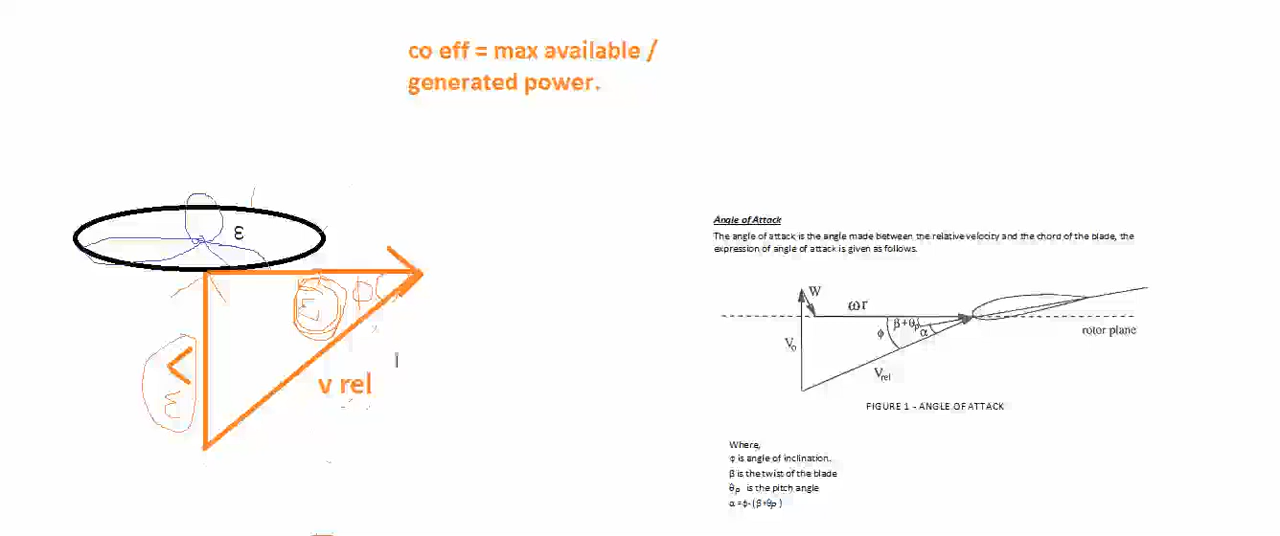 co eff = max available /
generated power.
ε
v rel
Angle of Attack
The angle of attack is the angle made between the relative velocity and the chord of the blade, the
expression of angle of attack is given as follows.
W
ωr
β+θp
ϕ
α
V₀
rotor plane
Vrel
FIGURE 1 - ANGLE OF ATTACK
Where,
φ is angle of inclination.
β is the twist of the blade
θp is the pitch angle
α =ϕ-(β+θp)